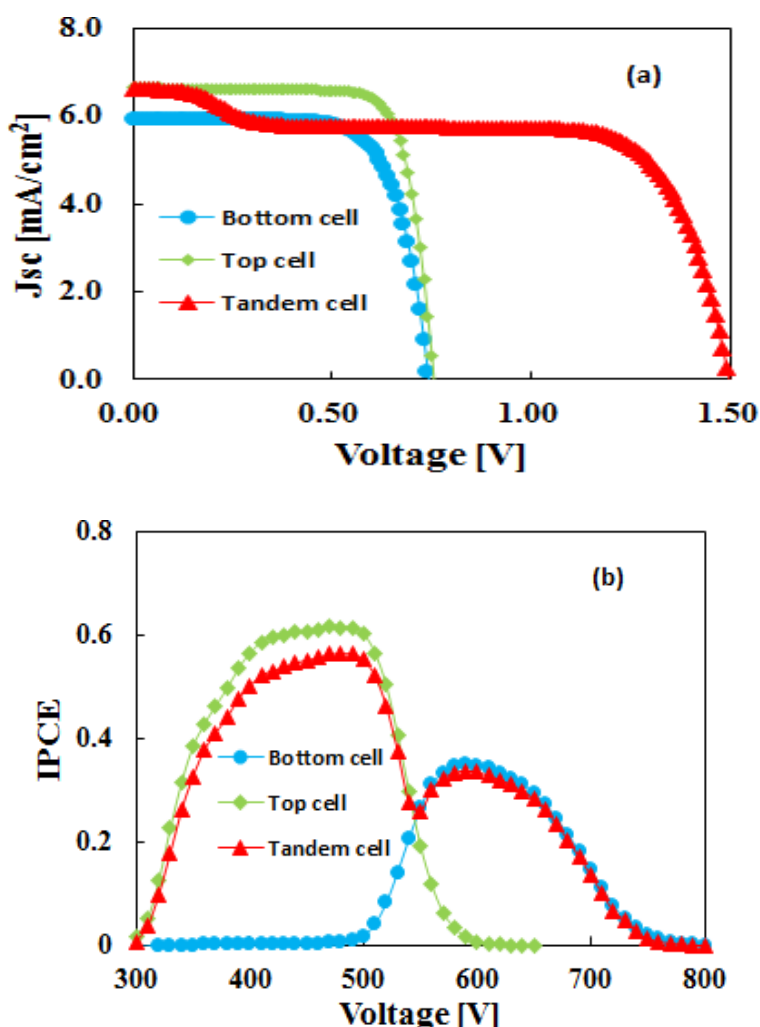 8.0
(a)
6.0
4.0
2.0
0.0
Jsc [mA/cm²]
Bottom cell
Top cell
Tandem cell
0.00 0.50 1.00 1.50
Voltage [V]
0.8
(b)
0.6
0.4
0.2
0
IPCE
Bottom cell
Top cell
Tandem cell
300 400 500 600 700 800
Voltage [V]